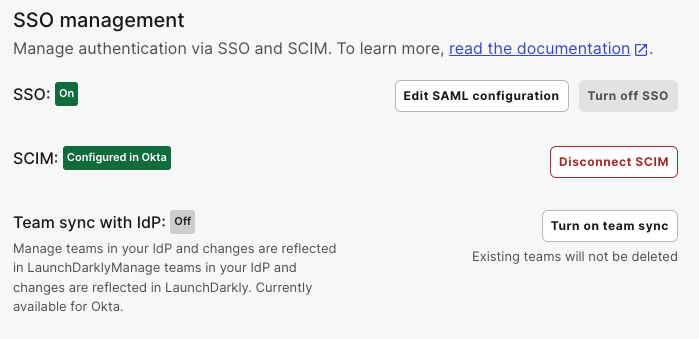 SSO management
Manage authentication via SSO and SCIM. To learn more, read the documentation.
SSO: On
Edit SAML configuration
Turn off SSO
SCIM: Configured in Okta
Disconnect SCIM
Team sync with IdP: Off
Turn on team sync
Manage teams in your IdP and changes are reflected
in LaunchDarklyManage teams in your IdP and
changes are reflected in LaunchDarkly. Currently
available for Okta.
Existing teams will not be deleted